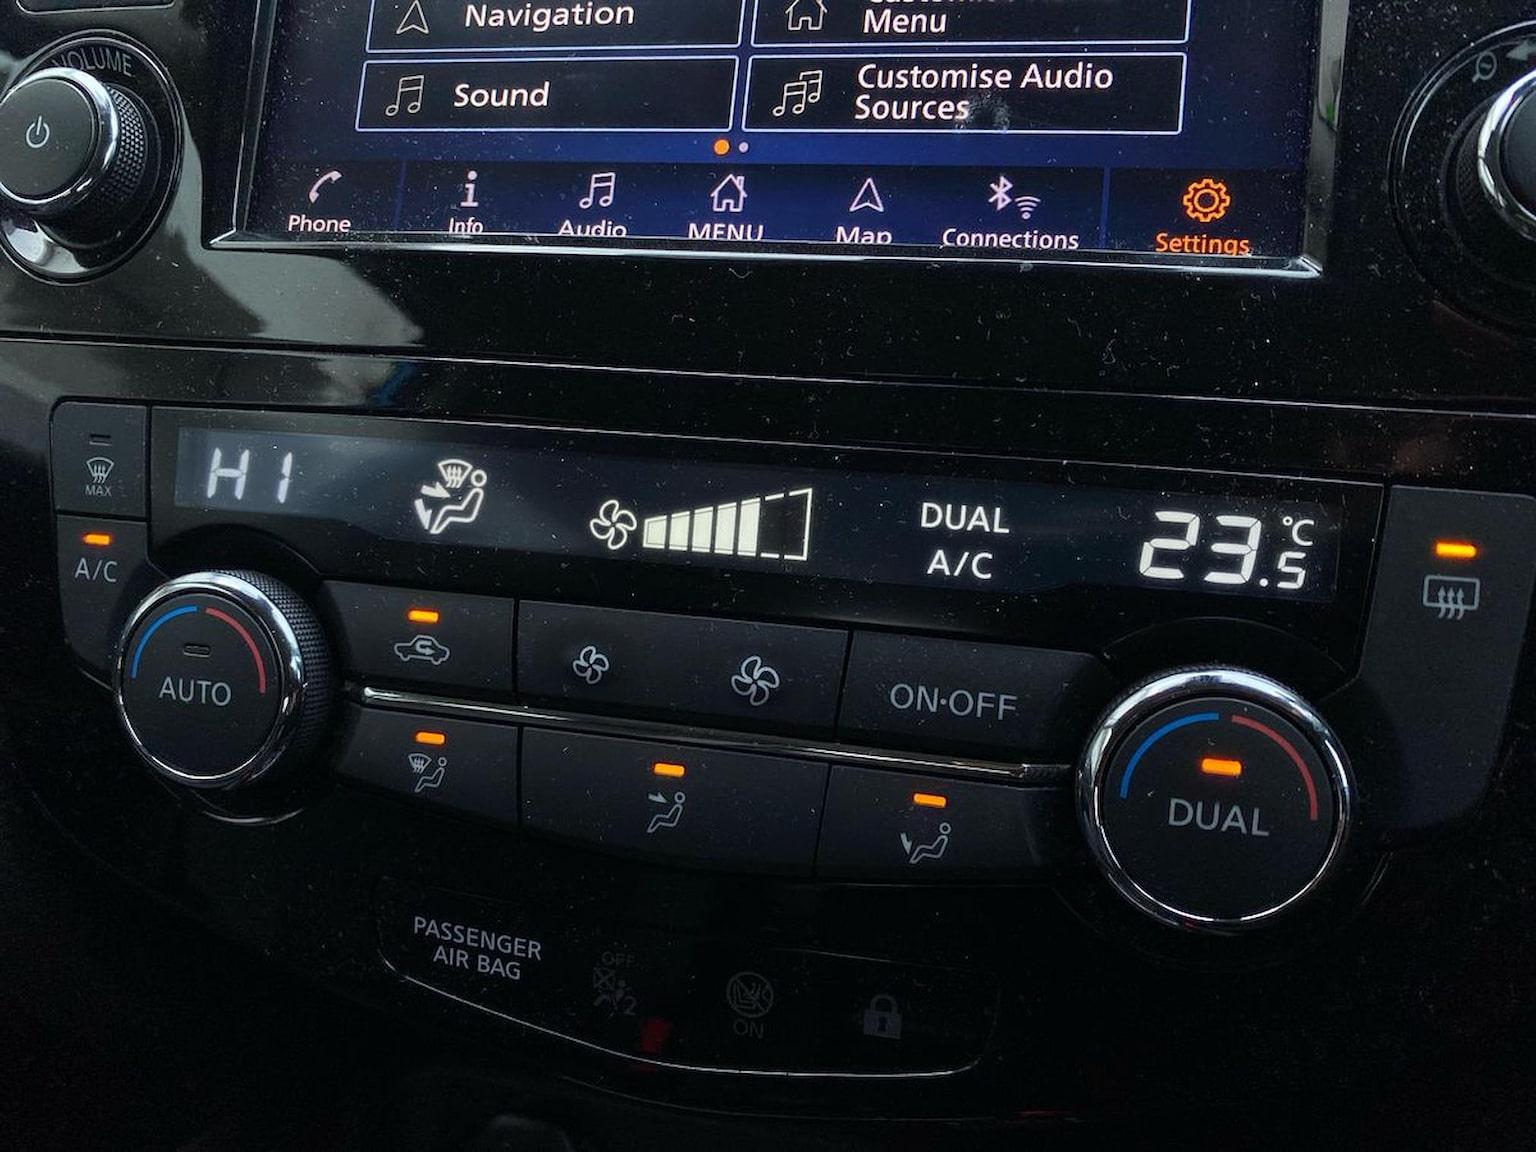 VOLUME
Navigation
Menu
Sound
Customise Audio
Sources
Phone
Info
Audio
MENU
Map
Connections
Settings
MAX
HI
DUAL
A/C
23.5
°C
A/C
AUTO
ON·OFF
DUAL
PASSENGER
AIR BAG
OFF
2
ON